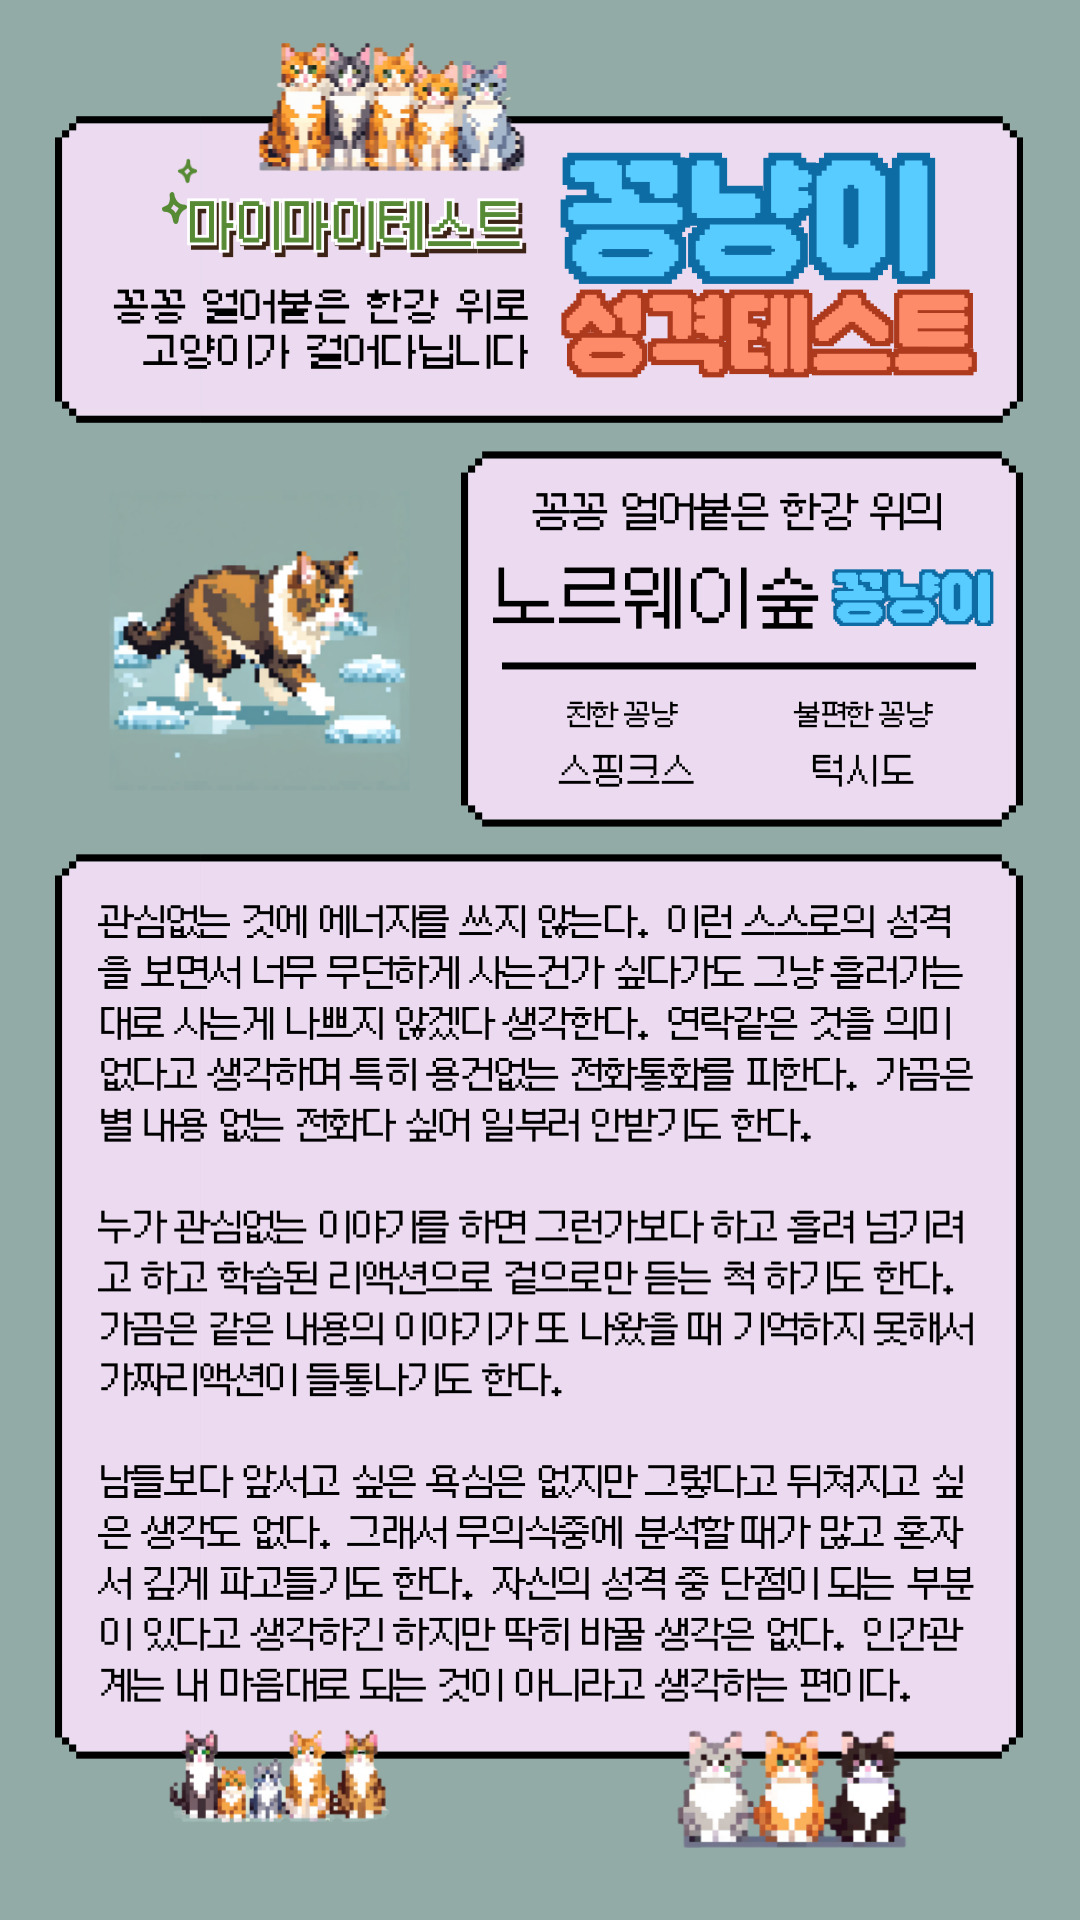 마이마이테스트
꽁꽁 얼어붙은 한강 위로
고양이가 걸어다닙니다
꽁냥이
성격테스트
꽁꽁 얼어붙은 한강 위의
노르웨이숲 꽁냥이
친한 꽁냥 불편한 꽁냥
스핑크스 턱시도
관심없는 것에 에너지를 쓰지 않는다. 이런 스스로의 성격
을 보면서 너무 무던하게 사는건가 싶다가도 그냥 흘러가는
대로 사는게 나쁘지 않겠다 생각한다. 연락같은 것을 의미
없다고 생각하며 특히 용건없는 전화통화를 피한다. 가끔은
별 내용 없는 전화다 싶어 일부러 안받기도 한다.
누가 관심없는 이야기를 하면 그런가보다 하고 흘려 넘기려
고 하고 학습된 리액션으로 겉으로만 듣는 척 하기도 한다.
가끔은 같은 내용의 이야기가 또 나왔을 때 기억하지 못해서
가짜리액션이 들통나기도 한다.
남들보다 앞서고 싶은 욕심은 없지만 그렇다고 뒤쳐지고 싶
은 생각도 없다. 그래서 무의식중에 분석할 때가 많고 혼자
서 깊게 파고들기도 한다. 자신의 성격 중 단점이 되는 부분
이 있다고 생각하긴 하지만 딱히 바꿀 생각은 없다. 인간관
계는 내 마음대로 되는 것이 아니라고 생각하는 편이다.